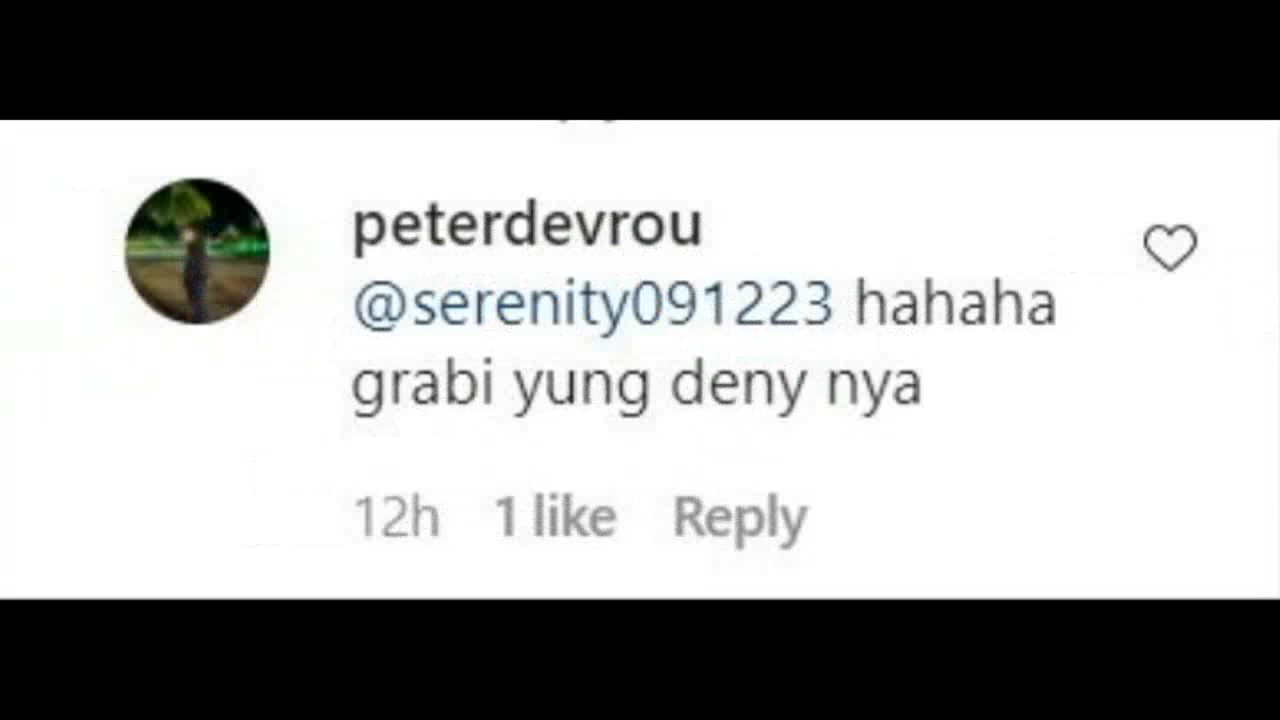 peterdevrou
@serenity091223 hahaha
grabi yung deny nya
12h 1 like Reply